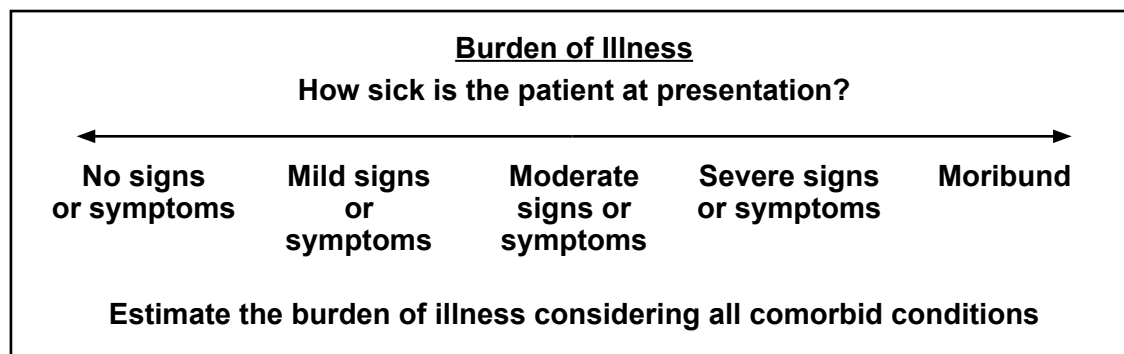 Burden of Illness
How sick is the patient at presentation?
No signs
or symptoms
Mild signs
or
symptoms
Moderate
signs or
symptoms
Severe signs
or symptoms
Moribund
Estimate the burden of illness considering all comorbid conditions